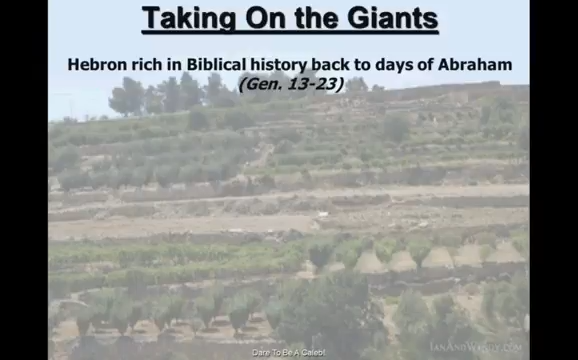 Taking On the Giants
Hebron rich in Biblical history back to days of Abraham
(Gen. 13-23)
Dare To Be A Caleb!